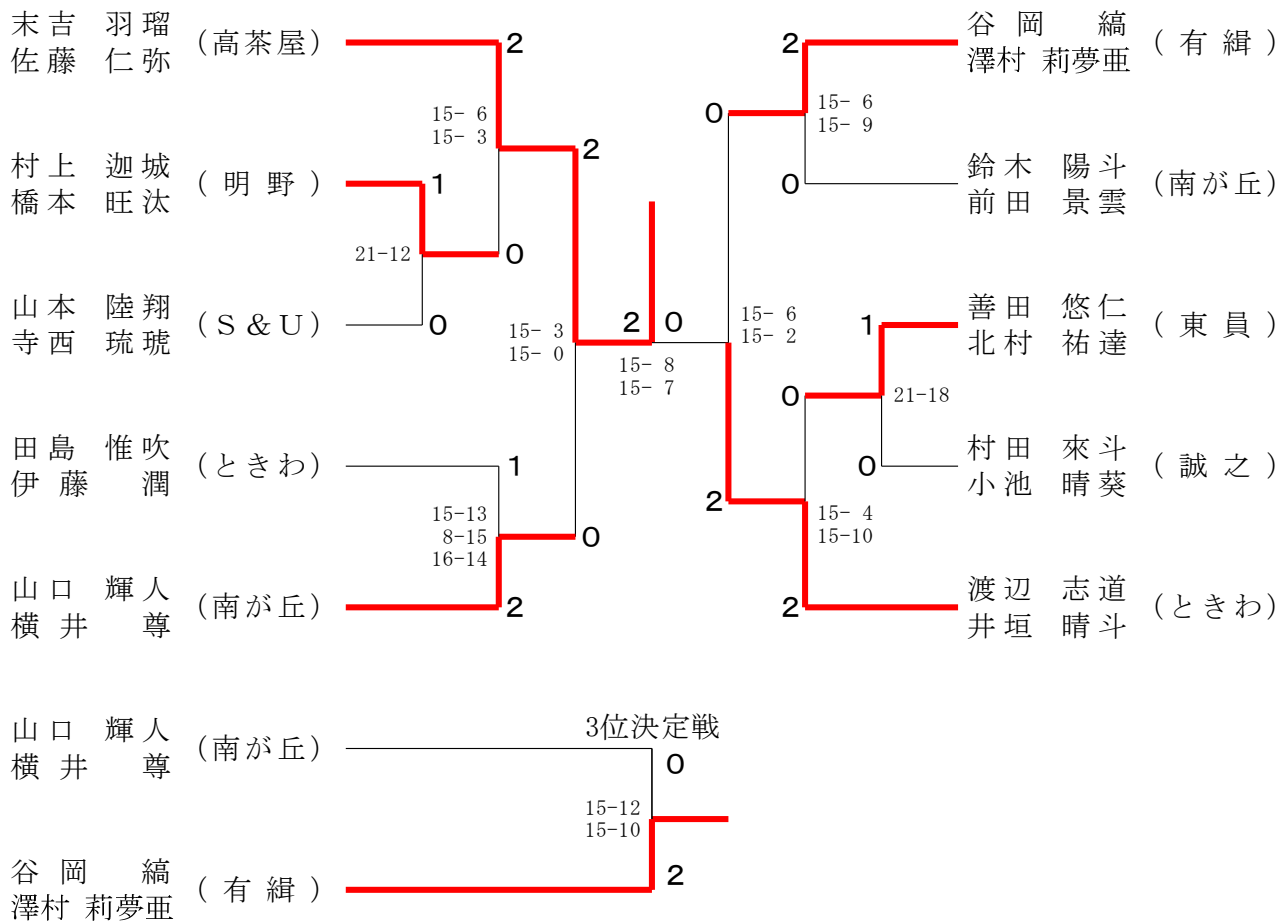 末吉 羽瑠
佐藤 仁弥
(高茶屋)
2
15- 6
15- 3
2
村上 迦城
橋本 旺汰
(明野)
1
21-12
0
山本 陸翔
寺西 琉琥
(S&U)
0
15- 3
15- 0
2 0
15- 8
15- 7
田島 惟吹
伊藤 潤
(ときわ)
1
15-13
8-15
16-14
0
山口 輝人
横井 尊
(南が丘)
2
谷岡 縞
澤村 莉夢亜
(有緝)
2
0
15- 6
15- 9
鈴木 陽斗
前田 景雲
(南が丘)
0
15- 6
15- 2
善田 悠仁
北村 祐達
(東員)
1
0
21-18
村田 來斗
小池 晴葵
(誠之)
0
2
15- 4
15-10
渡辺 志道
井垣 晴斗
(ときわ)
2
3位決定戦
山口 輝人
横井 尊
(南が丘)
0
15-12
15-10
谷岡 縞
澤村 莉夢亜
(有緝)
2